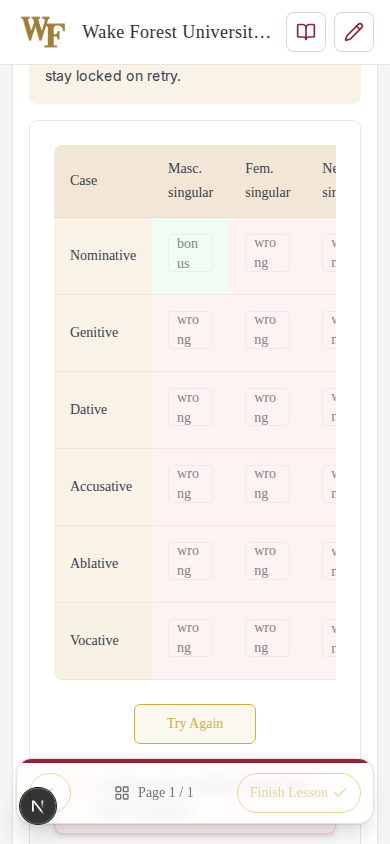 WF
Wake Forest Universit...
stay locked on retry.
Case
Masc. singular
Fem. singular
Nominative
bon
us
wro
ng
Genitive
wro
ng
wro
ng
Dative
wro
ng
wro
ng
Accusative
wro
ng
wro
ng
Ablative
wro
ng
wro
ng
Vocative
wro
ng
wro
ng
Try Again
N
Page 1 / 1
Finish Lesson